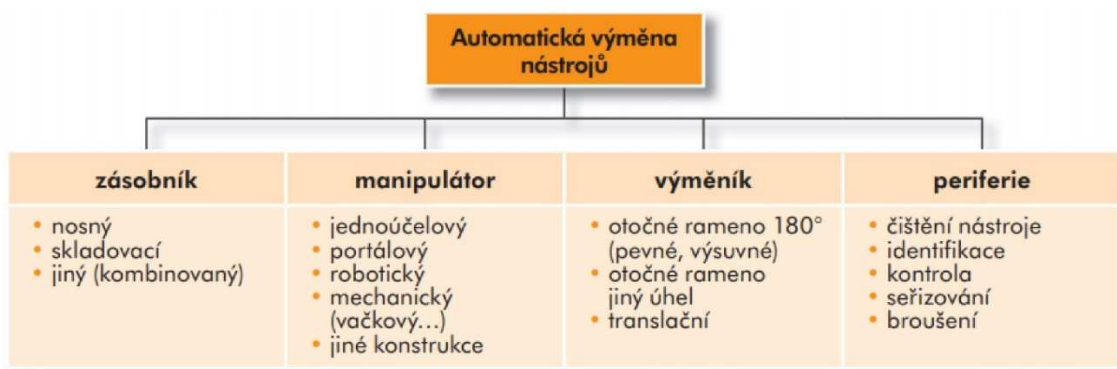 Automatická výměna
nástrojů
zásobník
• nosný
• skladovací
• jiný (kombinovaný)
manipulátor
• jednoúčelový
• portálový
• robotický
• mechanický
(vačkový...)
• jiné konstrukce
výměník
• otočné rameno 180°
(pevné, výsuvné)
• otočné rameno
jiný úhel
• translační
periferie
• čištění nástroje
• identifikace
• kontrola
• seřizování
• broušení